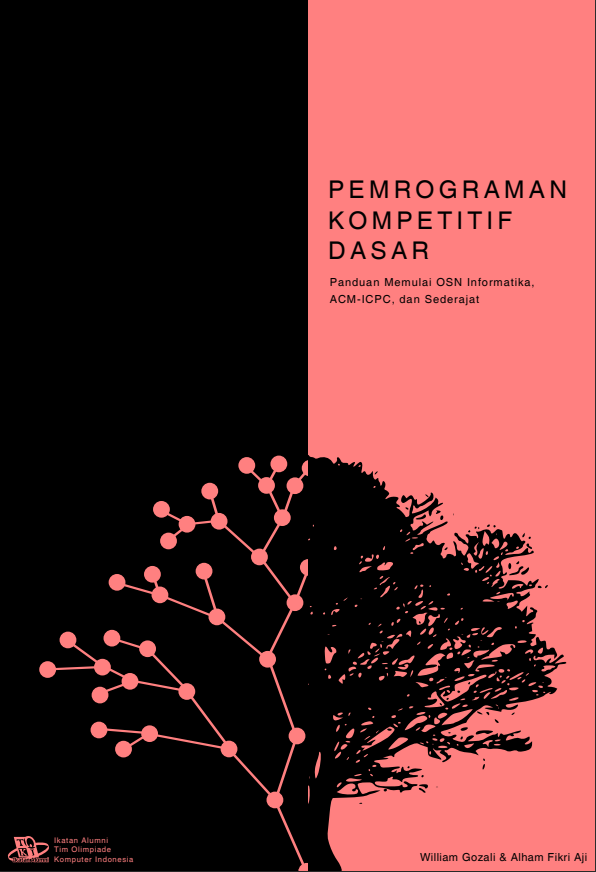 PEMROGRAMAN
KOMPETITIF
DASAR
Panduan Memulai OSN Informatika,
ACM-ICPC, dan Sederajat
Ikatan Alumni
Tim Olimpiade
Komputer Indonesia
William Gozali & Alham Fikri Aji